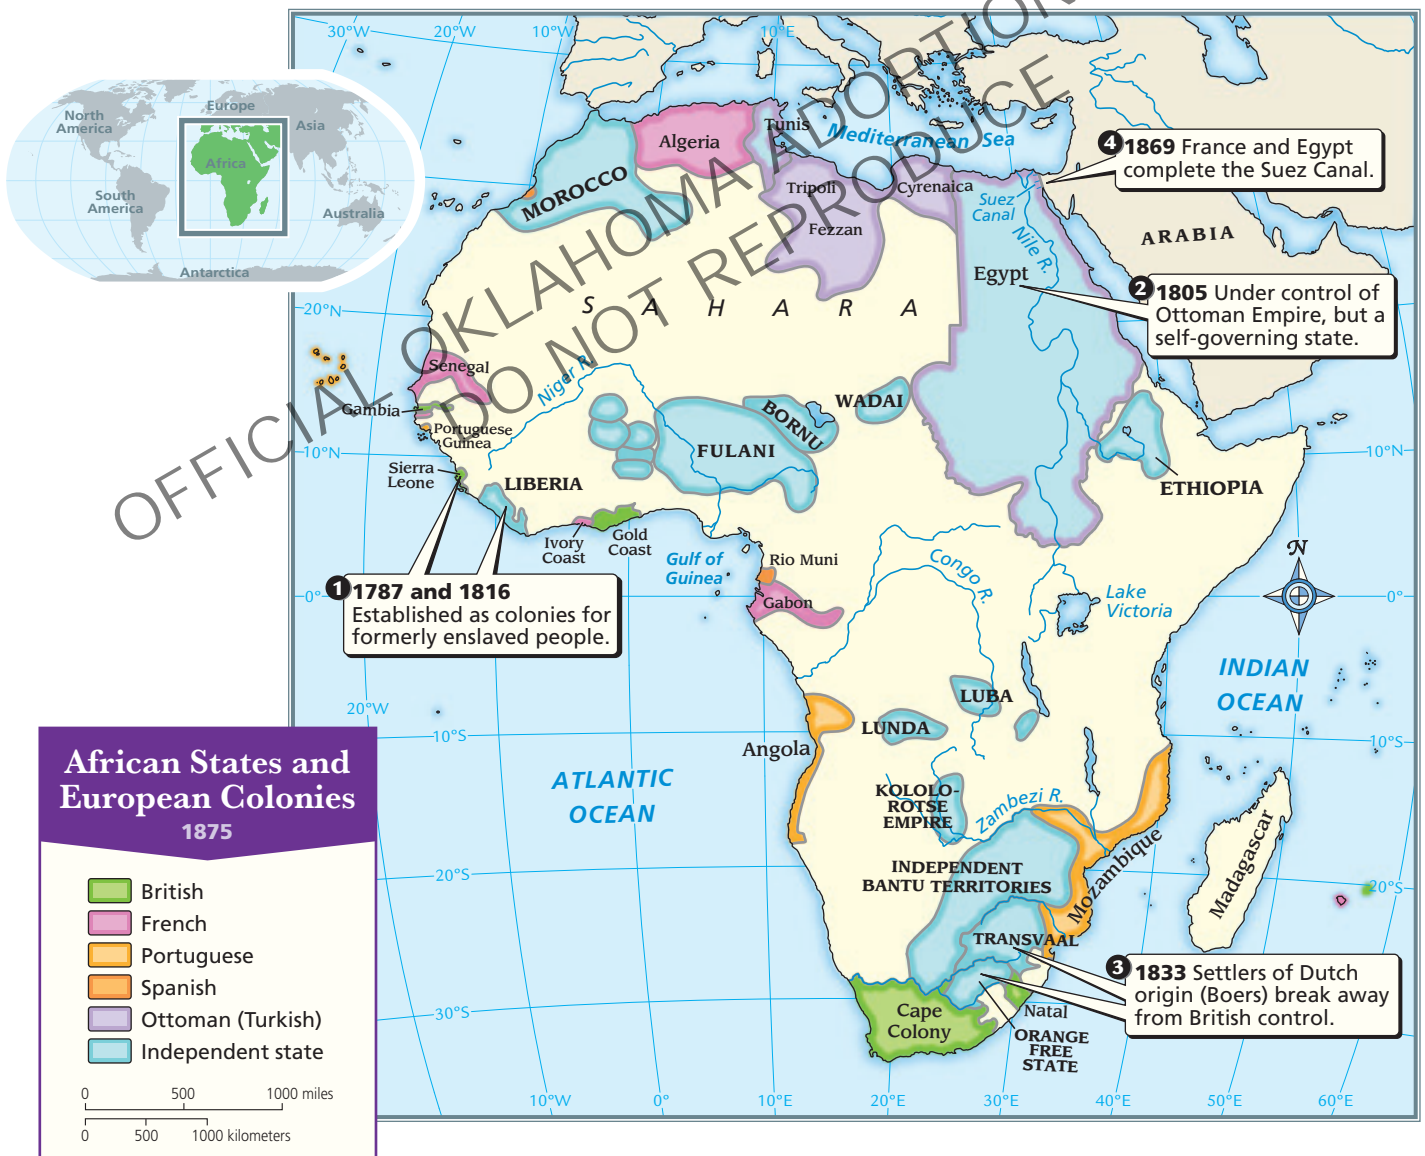 30°W
20°W
10°W
0°
10°E
OFFICIAL OKLAHOMA ADOPTION
DO NOT REPRODUCE
North
America
Europe
Asia
Africa
South
America
Australia
Antarctica
Algeria
Tunis
Mediterranean Sea
4 1869 France and Egypt
complete the Suez Canal.
MOROCCO
Tripoli
Cyrenaica
Suez
Canal
Fezzan
Nile R.
ARABIA
Egypt
2 1805 Under control of
Ottoman Empire, but a
self-governing state.
20°N
SAHARA
Senegal
Niger R.
Gambia
Portuguese
Guinea
WADAI
BORNU
FULANI
10°N
10°N
Sierra
Leone
LIBERIA
ETHIOPIA
Ivory
Coast
Gold
Coast
Gulf of
Guinea
Rio Muni
Congo R.
N
1 1787 and 1816
Established as colonies for
formerly enslaved people.
0°
Gabon
Lake
Victoria
0°
INDIAN
OCEAN
LUBA
LUNDA
20°W
10°S
10°S
Angola
ATLANTIC
OCEAN
KOLOLO-
ROTSE
EMPIRE
Zambezi R.
Mozambique
Madagascar
INDEPENDENT
BANTU TERRITORIES
20°S
20°S
TRANSVAAL
3 1833 Settlers of Dutch
origin (Boers) break away
from British control.
30°S
Cape
Colony
Natal
ORANGE
FREE
STATE
10°W
0°
10°E
20°E
30°E
40°E
50°E
60°E
African States and
European Colonies
1875
British
French
Portuguese
Spanish
Ottoman (Turkish)
Independent state
0 500 1000 miles
0 500 1000 kilometers